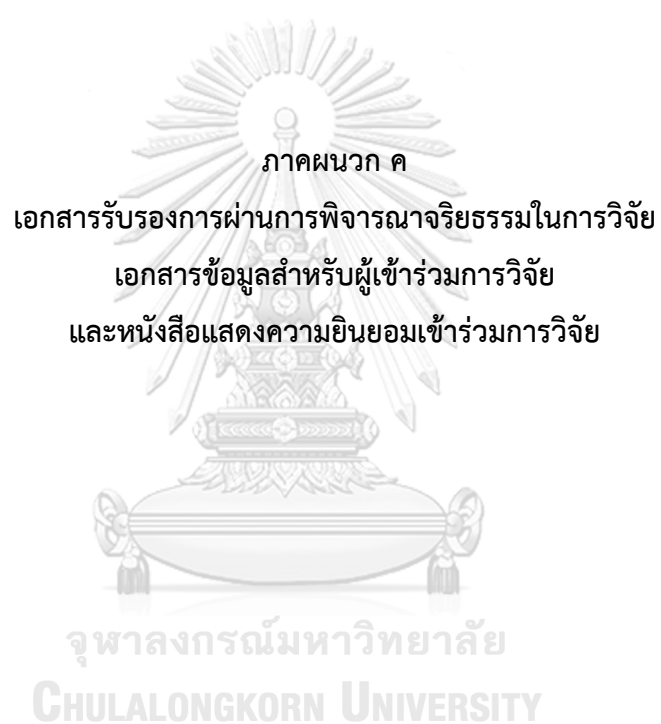 ภาคผนวก ค
เอกสารรับรองการผ่านการพิจารณาจริยธรรมในการวิจัย
เอกสารข้อมูลสำหรับผู้เข้าร่วมการวิจัย
และหนังสือแสดงความยินยอมเข้าร่วมการวิจัย
จุฬาลงกรณ์มหาวิทยาลัย
CHULALONGKORN UNIVERSITY